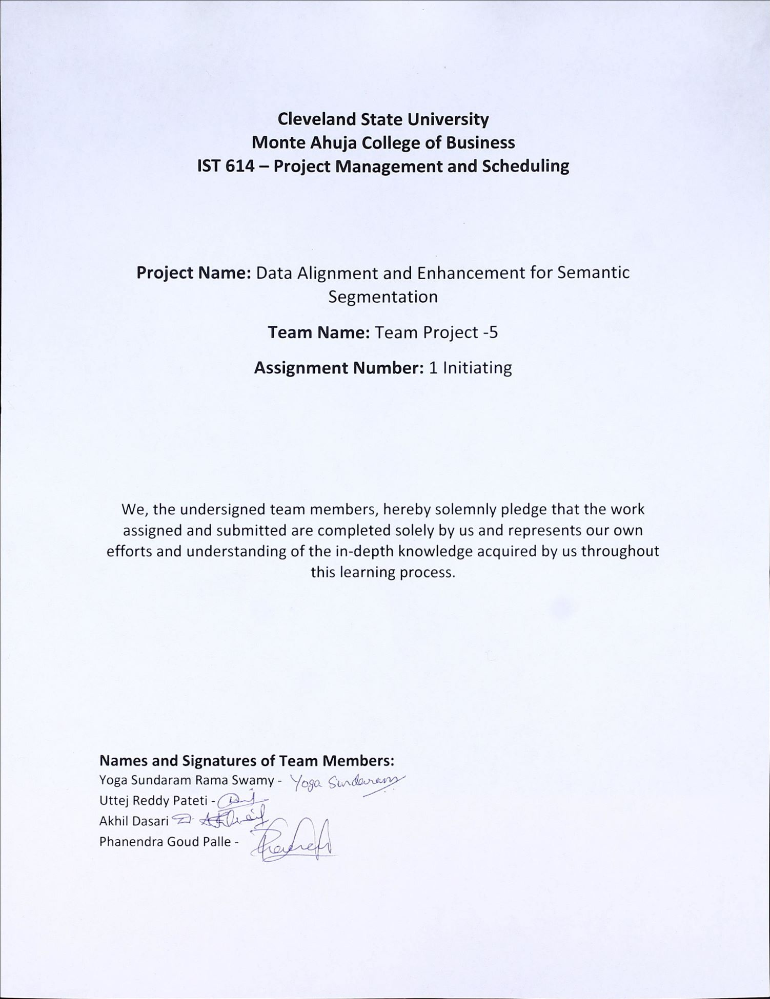 Cleveland State University
Monte Ahuja College of Business
IST 614 – Project Management and Scheduling
Project Name: Data Alignment and Enhancement for Semantic
Segmentation
Team Name: Team Project -5
Assignment Number: 1 Initiating
We, the undersigned team members, hereby solemnly pledge that the work
assigned and submitted are completed solely by us and represents our own
efforts and understanding of the in-depth knowledge acquired by us throughout
this learning process.
Names and Signatures of Team Members:
Yoga Sundaram Rama Swamy - Yoga Sundaram
Uttej Reddy Pateti -
Akhil Dasari
Phanendra Goud Palle -